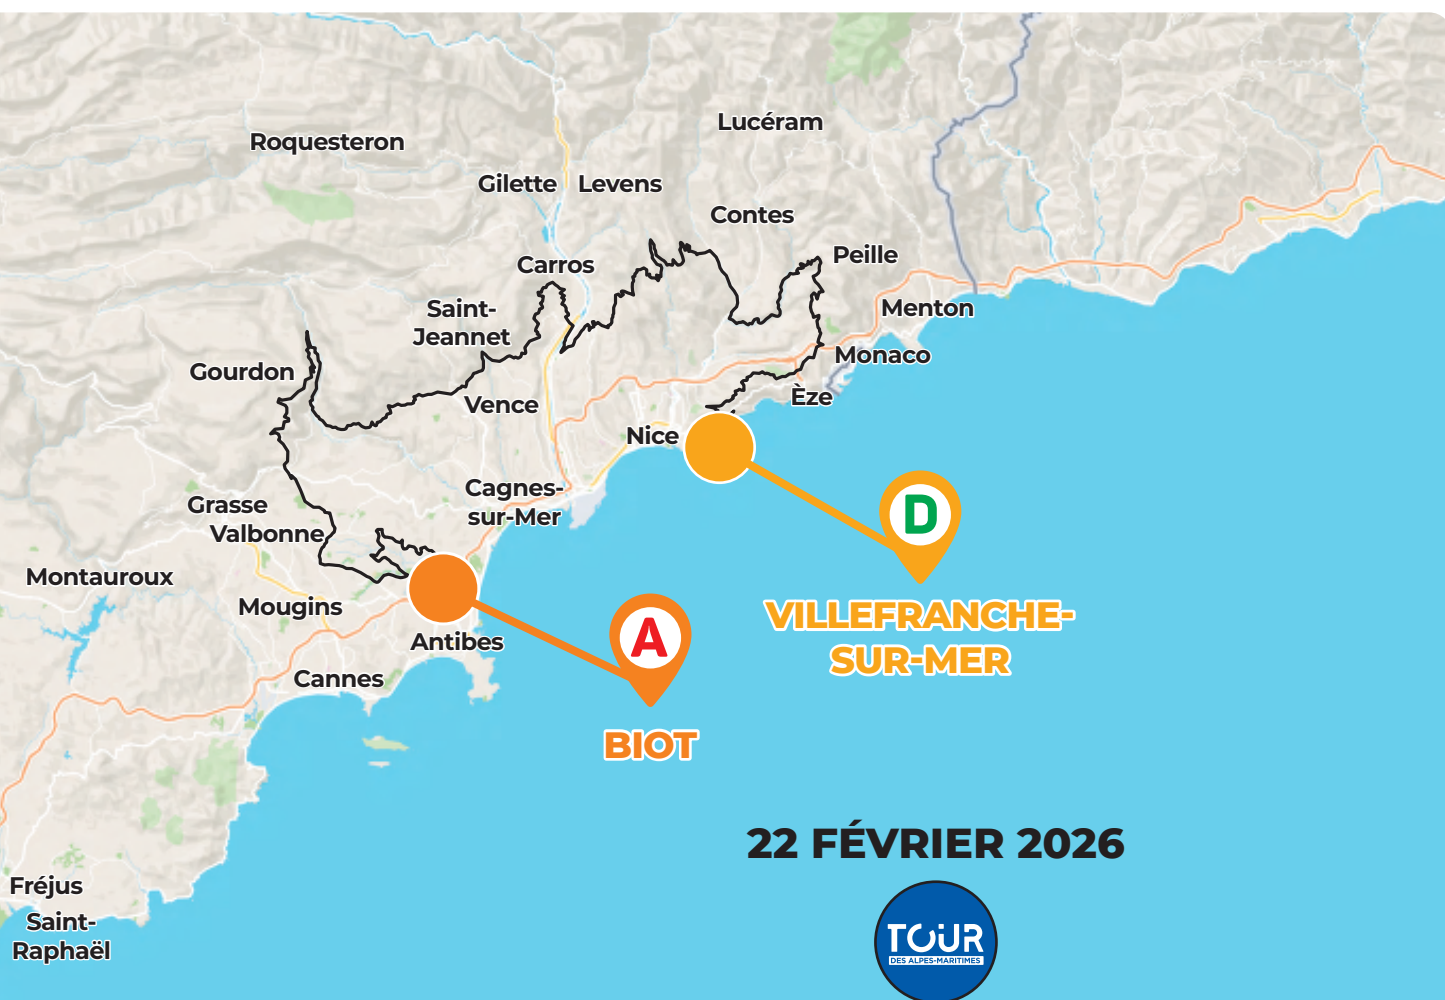 Lucéram
Roquesteron
Gilette
Levens
Contes
Peille
Carros
Saint-
Jeannet
Menton
Monaco
Gourdon
Èze
Vence
Nice
Cagnes-
sur-Mer
Grasse
Valbonne
D
Montauroux
Mougins
VILLEFRANCHE-
SUR-MER
A
Antibes
Cannes
BIOT
22 FÉVRIER 2026
Fréjus
Saint-
Raphaël
TOUR
DES ALPES-MARITIMES